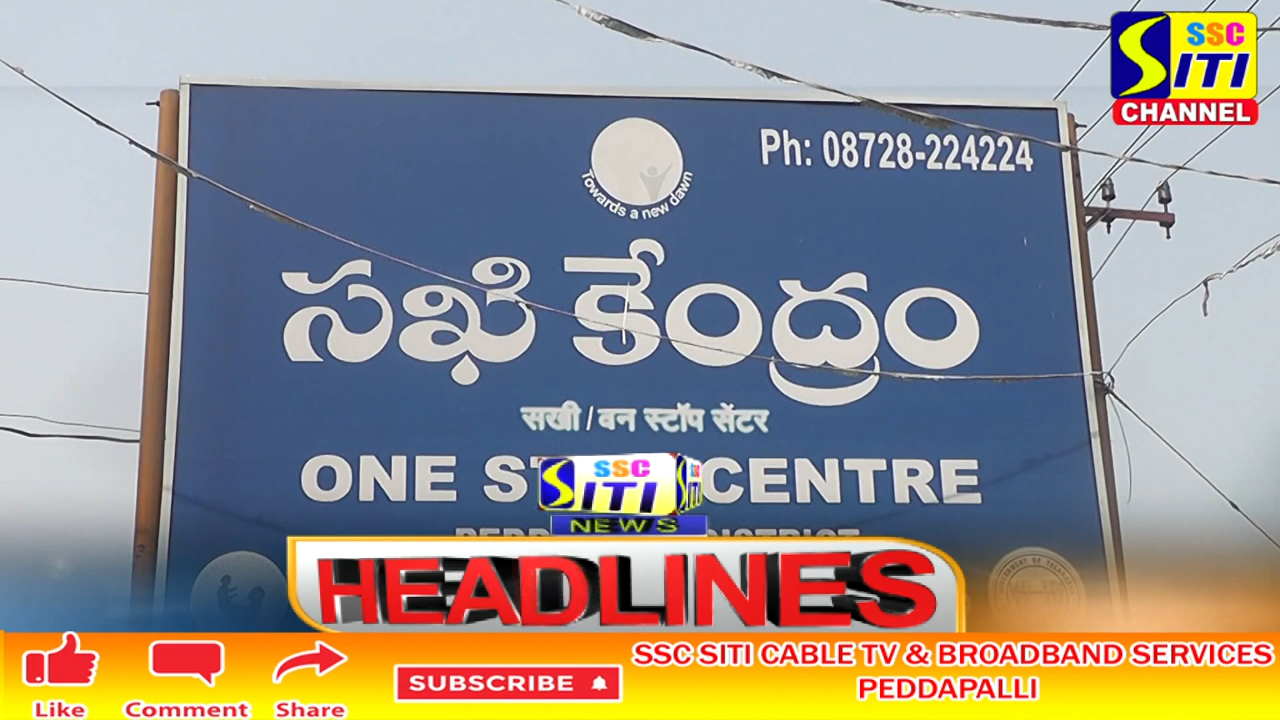 SSC
SITI
CHANNEL
Ph: 08728-224224
Towards a new dawn
సఖి కేంద్రం
सखी / वन स्टॉप सेंटर
ONE CENTRE
SSC
SITI
NEWS
HEADLINES
Like
Comment
Share
SUBSCRIBE
SSC SITI CABLE TV & BROADBAND SERVICES
PEDDAPALLI